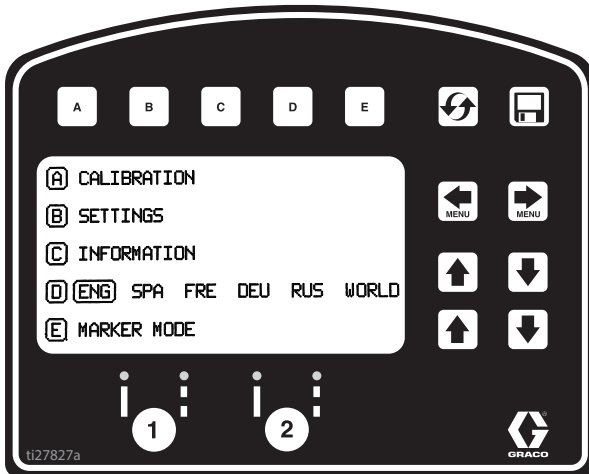 A B C D E
A CALIBRATION
B SETTINGS
MENU MENU
C INFORMATION
D ENG SPA FRE DEU RUS WORLD
E MARKER MODE
1 2
ti27827a
GRACO